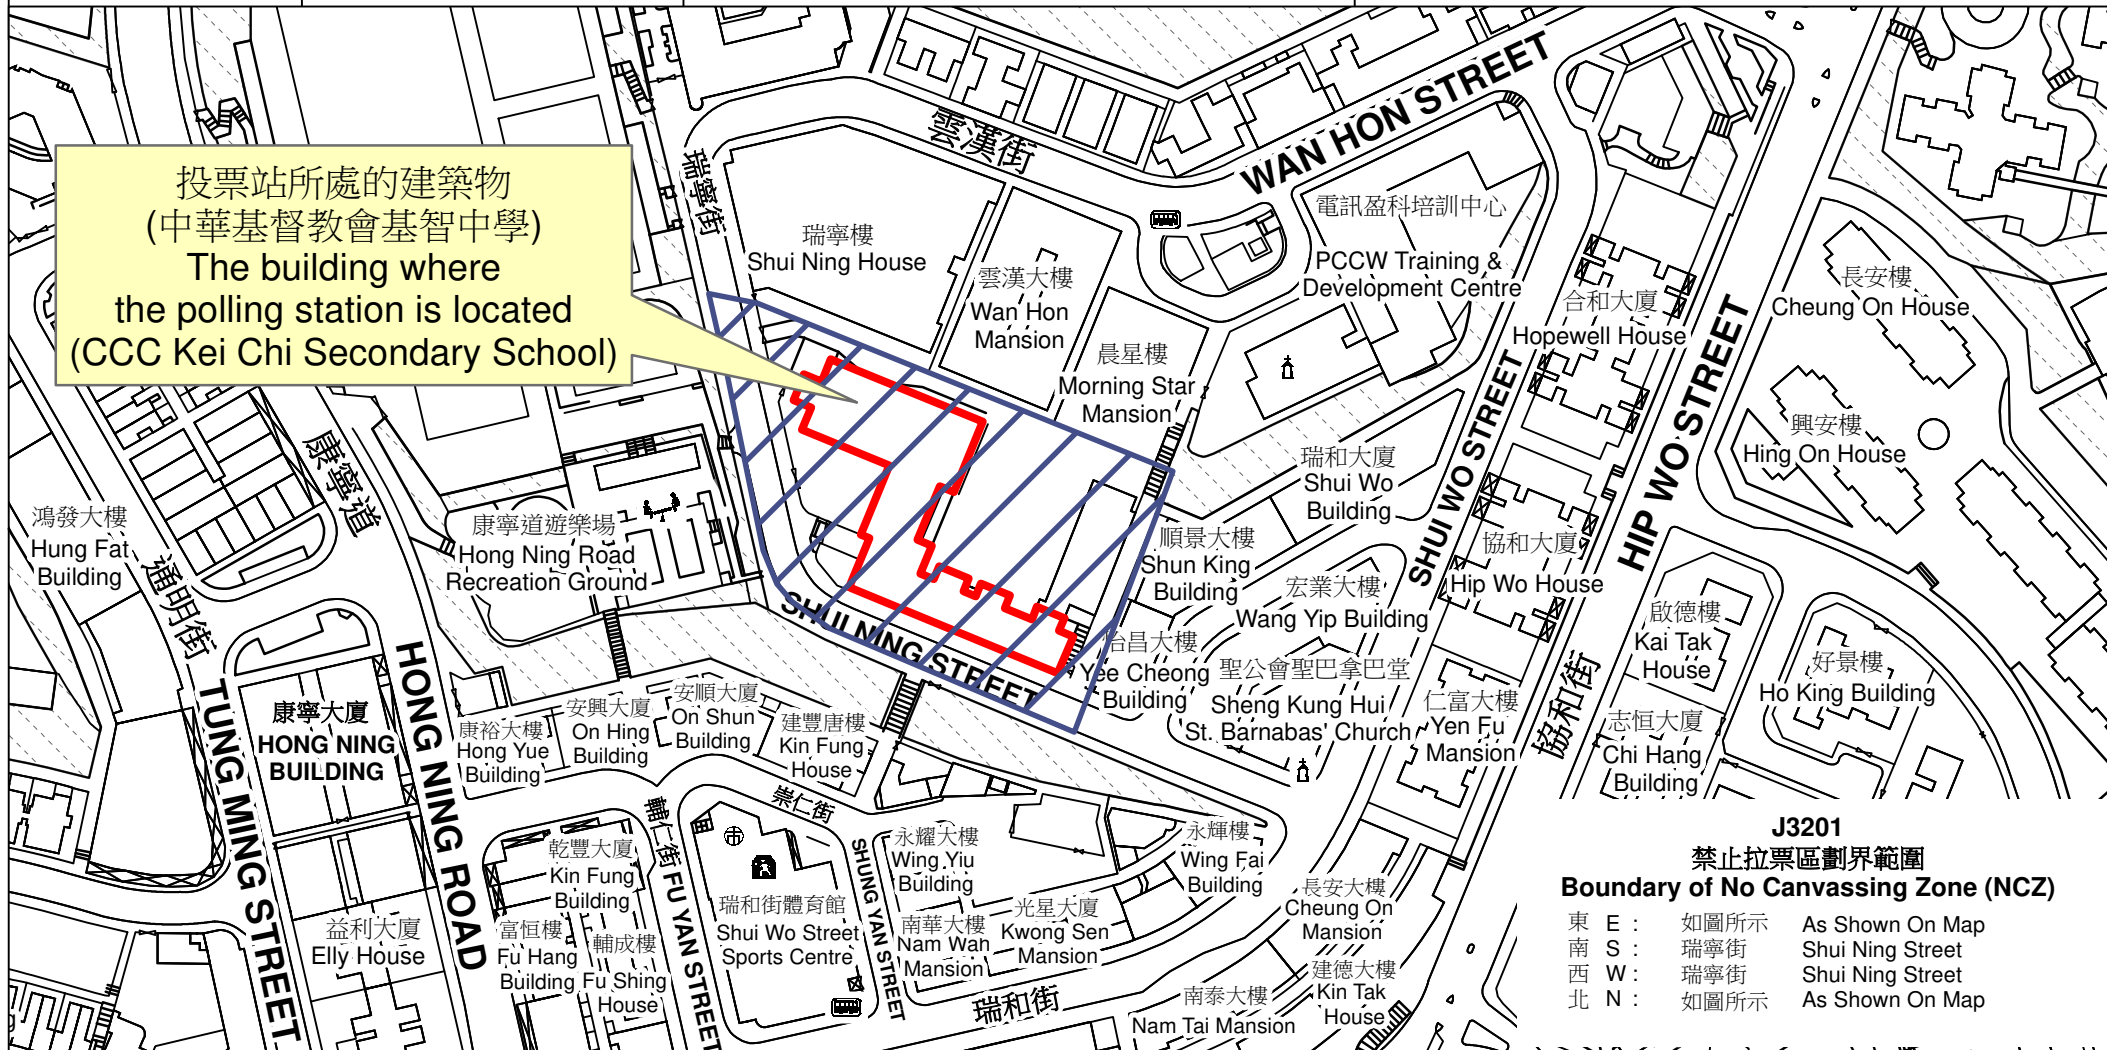 投票站所處的建築物
(中華基督教會基智中學)
The building where
the polling station is located
(CCC Kei Chi Secondary School)
雲漢街
WAN HON STREET
瑞寧街
瑞寧樓
Shui Ning House
雲漢大樓
Wan Hon
Mansion
電訊盈科培訓中心
PCCW Training &
Development Centre
晨星樓
Morning Star
Mansion
合和大廈
Hopewell House
長安樓
Cheung On House
興安樓
Hing On House
HIP WO STREET
SHUI WO STREET
瑞和大廈
Shui Wo
Building
康寧道
鴻發大樓
Hung Fat
Building
通明街
康寧道遊樂場
Hong Ning Road
Recreation Ground
順景大樓
Shun King
Building
宏業大樓
Wang Yip Building
協和大廈
Hip Wo House
啟德樓
Kai Tak
House
好景樓
Ho King Building
SHUI NING STREET
怡昌大樓
Yee Cheong
Building
聖公會聖巴拿巴堂
Sheng Kung Hui
St. Barnabas' Church
仁富大樓
Yen Fu
Mansion
協和街
志恒大廈
Chi Hang
Building
TUNG MING STREET
康寧大廈
HONG NING
BUILDING
HONG NING ROAD
康裕大樓
Hong Yue
Building
安興大廈
On Hing
Building
安順大廈
On Shun
Building
建豐唐樓
Kin Fung
House
崇仁街
輔仁街
FU YAN STREET
SHUNG YAN STREET
乾豐大廈
Kin Fung
Building
益利大廈
Elly House
富恒樓
Fu Hang
Building
輔成樓
Fu Shing
House
瑞和街體育館
Shui Wo Street
Sports Centre
永耀大樓
Wing Yiu
Building
南華大樓
Nam Wah
Mansion
光星大廈
Kwong Sen
Mansion
永輝樓
Wing Fai
Building
長安大樓
Cheung On
Mansion
建德大樓
Kin Tak
House
南泰大樓
Nam Tai Mansion
瑞和街
J3201
禁止拉票區劃界範圍
Boundary of No Canvassing Zone (NCZ)
東 E : 如圖所示 As Shown On Map
南 S : 瑞寧街 Shui Ning Street
西 W : 瑞寧街 Shui Ning Street
北 N : 如圖所示 As Shown On Map